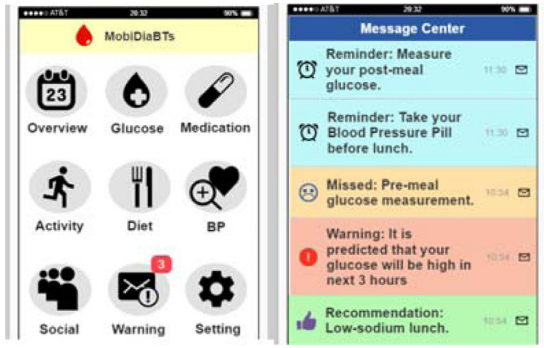 AT&T 20:32 90%
MobiDiaBTs
23
Overview Glucose Medication
Activity Diet BP
3
Social Warning Setting
AT&T 20:32 90%
Message Center
Reminder: Measure
your post-meal
glucose.
11:30
Reminder: Take your
Blood Pressure Pill
before lunch.
11:30
Missed: Pre-meal
glucose measurement.
10:54
Warning: It is
predicted that your
glucose will be high in
next 3 hours
10:54
Recommendation:
Low-sodium lunch.
10:54